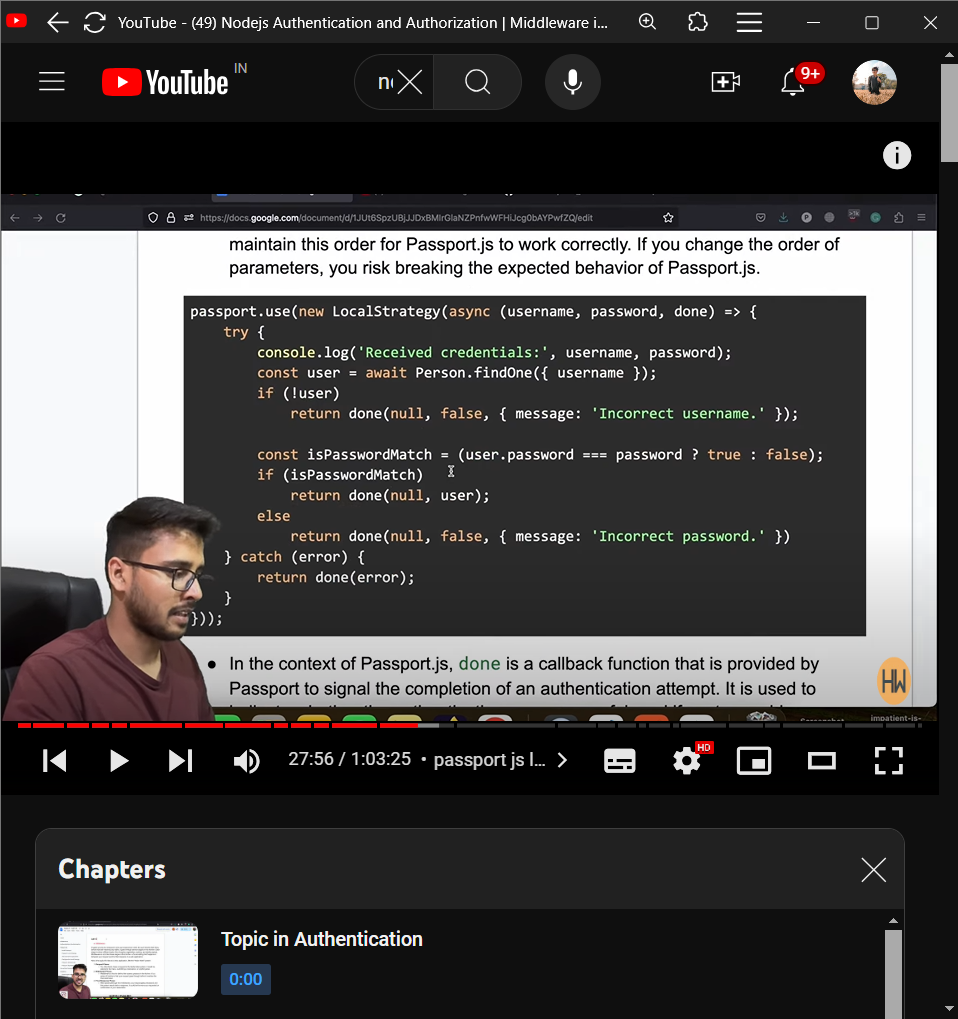 YouTube - (49) Nodejs Authentication and Authorization | Middleware i...
YouTube IN
no
9+
https://docs.google.com/document/d/1JUt6SpzUBjJJDxBMIrGlaNZPnfwWFHiJcg0bAYPwfZQ/edit
maintain this order for Passport.js to work correctly. If you change the order of
parameters, you risk breaking the expected behavior of Passport.js.
passport.use(new LocalStrategy(async (username, password, done) => {
try {
console.log('Received credentials:', username, password);
const user = await Person.findOne({ username });
if (!user)
return done(null, false, { message: 'Incorrect username.' });
const isPasswordMatch = (user.password === password ? true : false);
if (isPasswordMatch)
return done(null, user);
else
return done(null, false, { message: 'Incorrect password.' })
} catch (error) {
return done(error);
}
}));
● In the context of Passport.js, done is a callback function that is provided by
Passport to signal the completion of an authentication attempt. It is used to
HW
Screenshot
impatient-is-
27:56 / 1:03:25 • passport js l...
HD
Chapters
Topic in Authentication
0:00